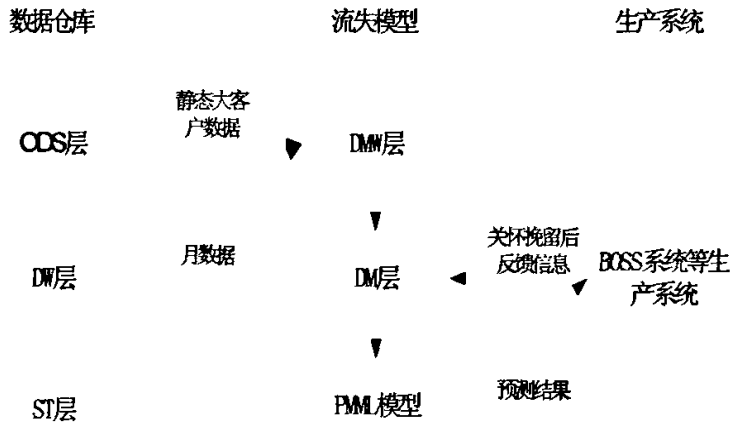 数据仓库
流失模型
生产系统
静态大客
户数据
ODS层
DMW层
月数据
关怀挽留后
反馈信息
DW层
DM层
BOSS系统等生
产系统
预测结果
ST层
PMML模型